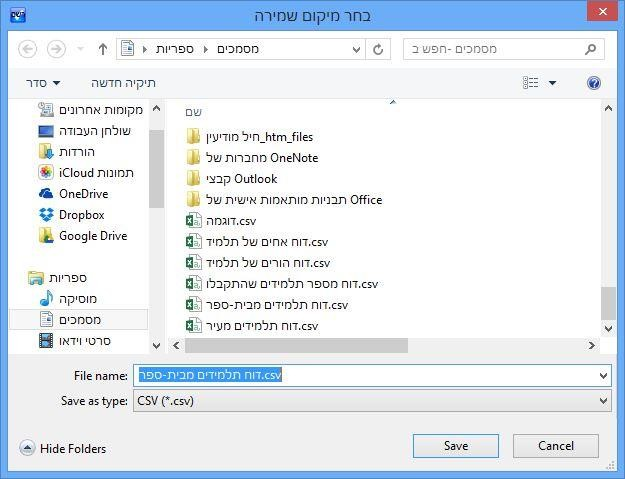 בחר מיקום שמירה
מסמכים
ספריות
מסמכים -חפש ב
סדר
תיקיה חדשה
מקומות אחרונים
שולחן העבודה
הורדות
תמונות iCloud
OneDrive
Dropbox
Google Drive
ספריות
מוסיקה
מסמכים
סרטי וידאו
שם
חיל מודיעין_htm_files
מחברות של OneNote
קבצי Outlook
תבניות מותאמות אישית של Office
דוגמה.csv
דוח אחים של תלמיד.csv
דוח הורים של תלמיד.csv
דוח מספר תלמידים שהתקבלו.csv
דוח תלמידים מבית-ספר.csv
דוח תלמידים מעיר.csv
File name: דוח תלמידים מבית-ספר.csv
Save as type: CSV (*.csv)
Hide Folders
Save
Cancel